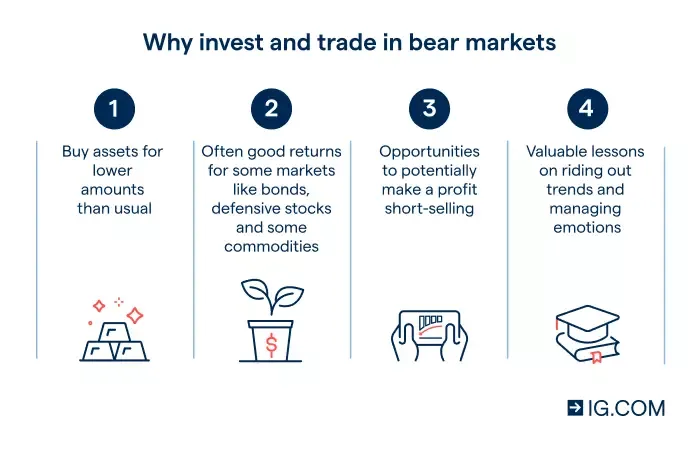 Why invest and trade in bear markets
1
Buy assets for
lower
amounts
than usual
2
Often good returns
for some markets
like bonds,
defensive stocks
and some
commodities
$
3
Opportunities
to potentially
make a profit
short-selling
4
Valuable lessons
on riding out
trends and
managing
emotions
IG.COM